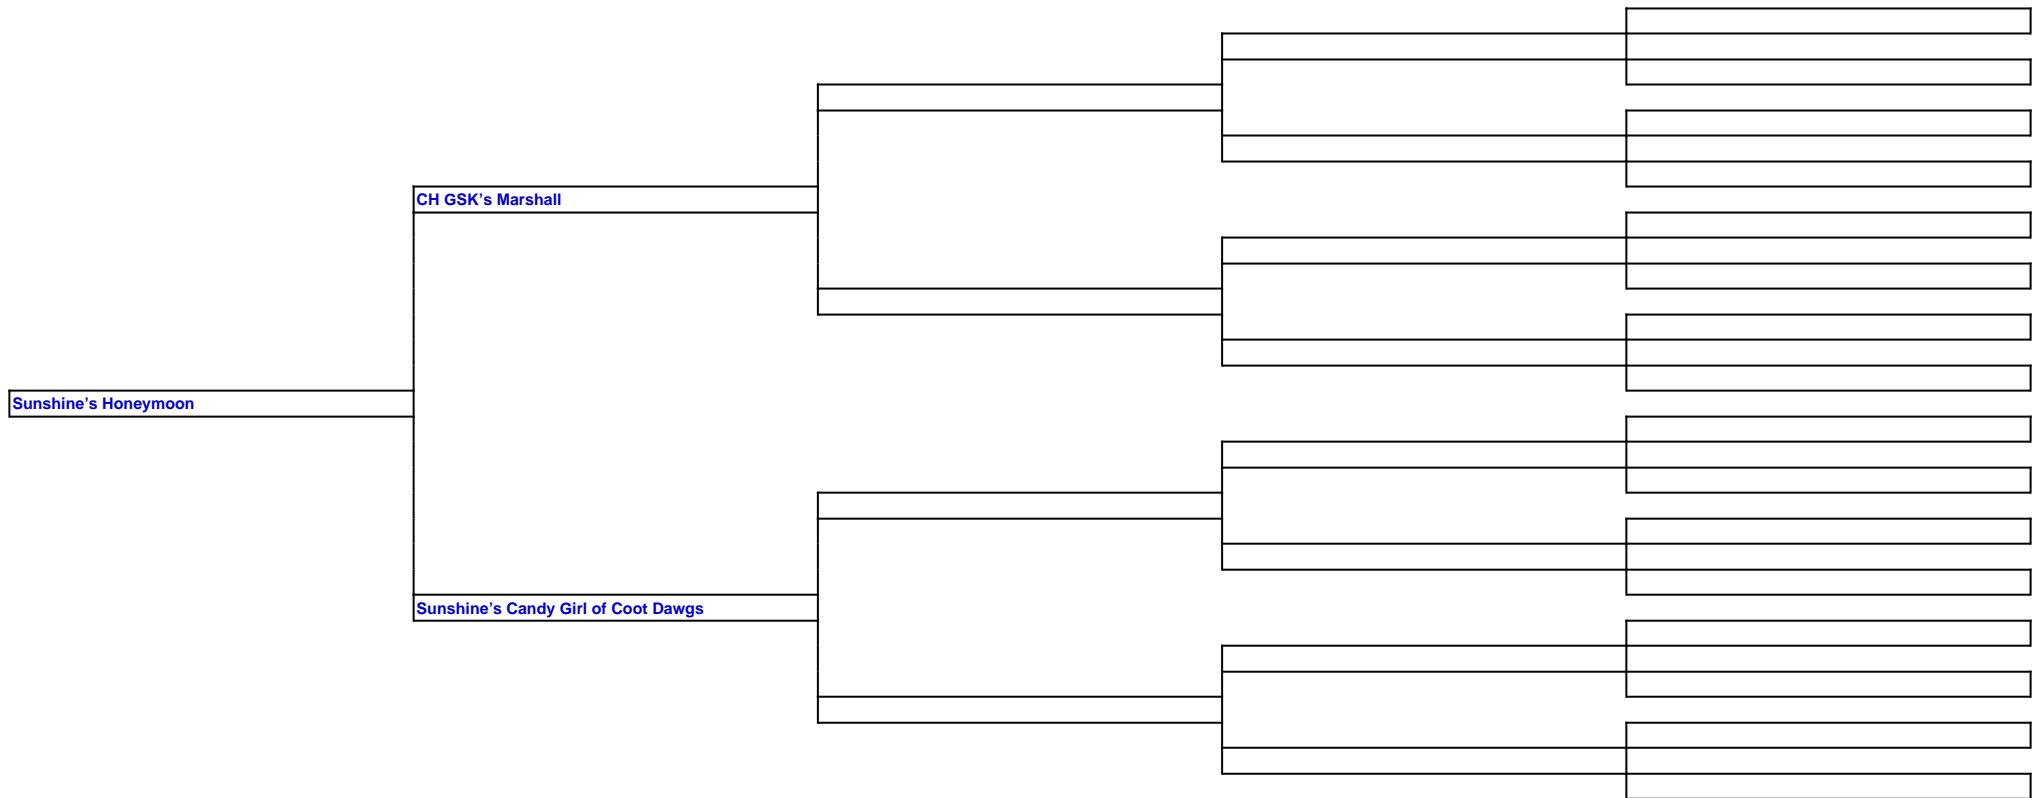 CH GSK’s Marshall
Sunshine’s Honeymoon
Sunshine’s Candy Girl of Coot Dawgs